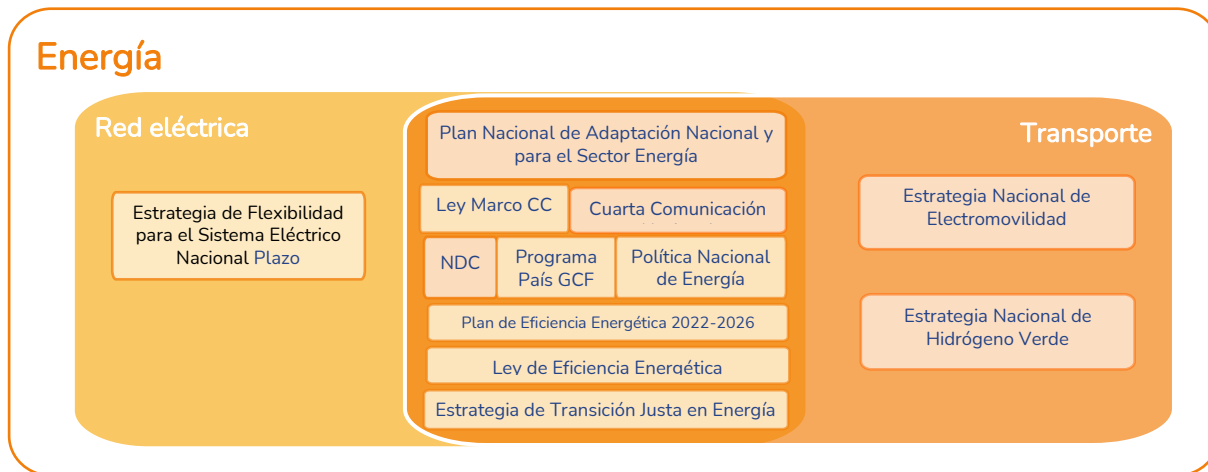 Energía
Red eléctrica
Estrategia de Flexibilidad
para el Sistema Eléctrico
Nacional Plazo
Plan Nacional de Adaptación Nacional y
para el Sector Energía
Ley Marco CC
Cuarta Comunicación
NDC
Programa
País GCF
Política Nacional
de Energía
Plan de Eficiencia Energética 2022-2026
Ley de Eficiencia Energética
Estrategia de Transición Justa en Energía
Transporte
Estrategia Nacional de
Electromovilidad
Estrategia Nacional de
Hidrógeno Verde